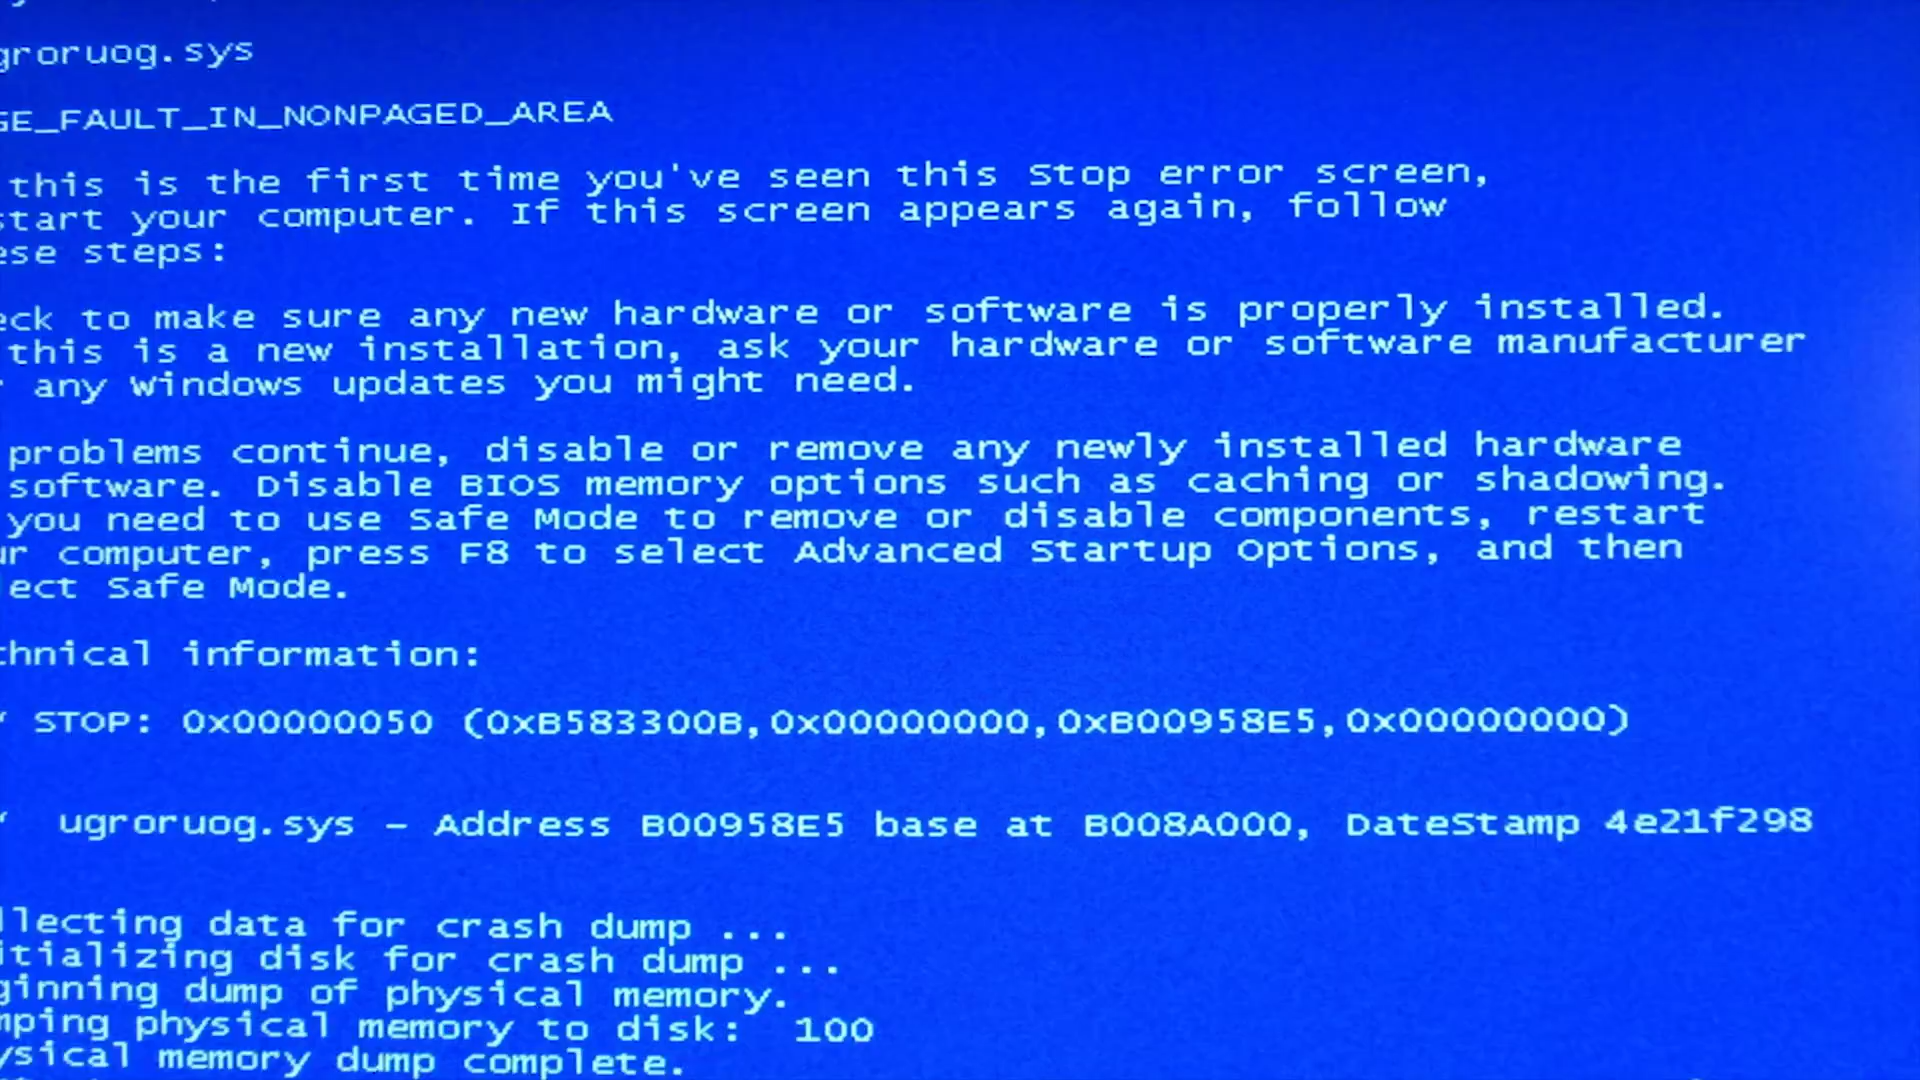 groruog.sys
GE_FAULT_IN_NONPAGED_AREA
this is the first time you've seen this Stop error screen,
start your computer. If this screen appears again, follow
ese steps:
eck to make sure any new hardware or software is properly installed.
this is a new installation, ask your hardware or software manufacturer
any Windows updates you might need.
problems continue, disable or remove any newly installed hardware
software. Disable BIOS memory options such as caching or shadowing.
you need to use Safe Mode to remove or disable components, restart
ur computer, press F8 to select Advanced Startup Options, and then
lect Safe Mode.
chnical information:
STOP: 0x00000050 (0xB583300B,0x00000000,0xB00958E5,0x00000000)
ugroruog.sys - Address B00958E5 base at B008A000, DateStamp 4e21f298
llecting data for crash dump ...
itializing disk for crash dump ...
ginning dump of physical memory.
mping physical memory to disk: 100
ysical memory dump complete.